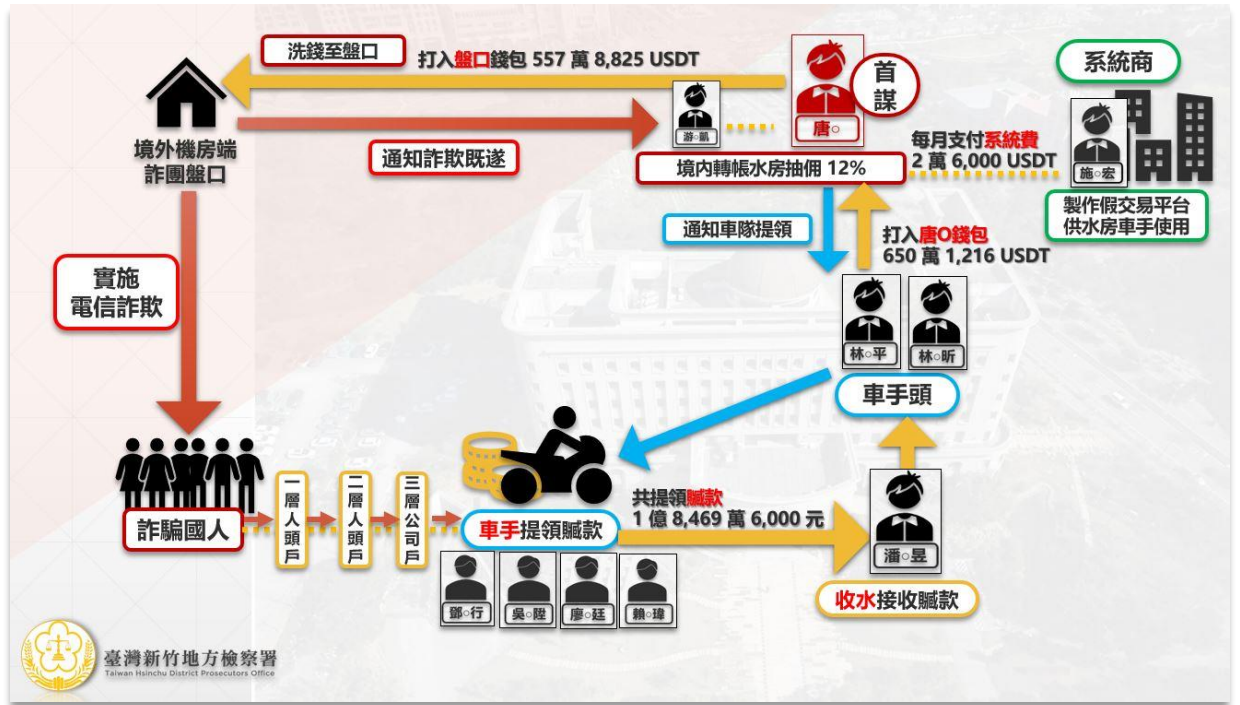 洗錢至盤口
打入盤口錢包 557 萬 8,825 USDT
首
謀
系統商
游○凱
唐○
施○宏
境外機房端
詐團盤口
通知詐欺既遂
境內轉帳水房抽佣 12%
每月支付系統費
2 萬 6,000 USDT
製作假交易平台
供水房車手使用
通知車隊提領
打入唐O錢包
650 萬 1,216 USDT
實施
電信詐欺
林○平
林○昕
車手頭
詐騙國人
一層人頭戶
二層人頭戶
三層公司戶
車手提領贓款
共提領贓款
1 億 8,469 萬 6,000 元
潘○昱
收水接收贓款
鄧○行
吳○陞
廖○廷
賴○瑋
臺灣新竹地方檢察署
Taiwan Hsinchu District Prosecutors Office